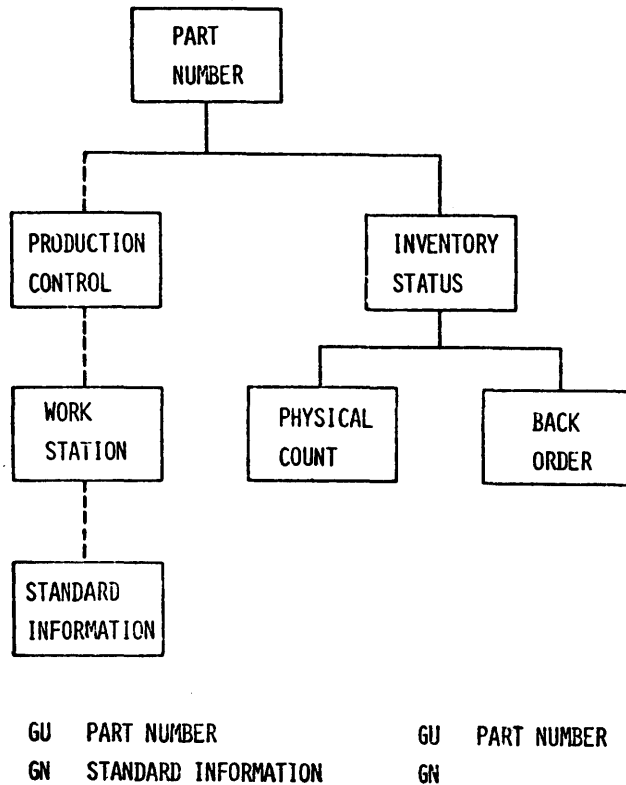 PART
NUMBER
PRODUCTION
CONTROL
INVENTORY
STATUS
WORK
STATION
PHYSICAL
COUNT
BACK
ORDER
STANDARD
INFORMATION
GU PART NUMBER
GN STANDARD INFORMATION
GU PART NUMBER
GN